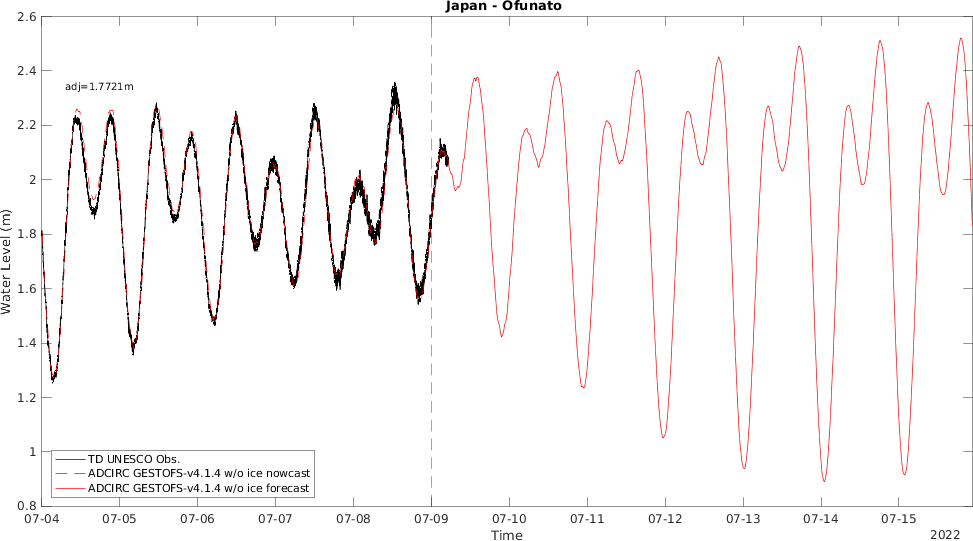 Japan - Ofunato
2.6
2.4
2.2
2
1.8
1.6
1.4
1.2
1
0.8
Water Level (m)
adj=1.7721m
TD UNESCO Obs.
ADCIRC GESTOFS-v4.1.4 w/o ice nowcast
ADCIRC GESTOFS-v4.1.4 w/o ice forecast
07-04 07-05 07-06 07-07 07-08 07-09 07-10 07-11 07-12 07-13 07-14 07-15
Time
2022